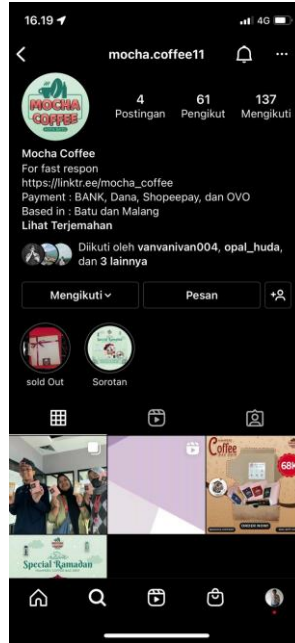 16.19
4G
mocha.coffee11
MOCHA
COFFEE
4 61 137
Postingan Pengikut Mengikuti
Mocha Coffee
For fast respon
https://linktr.ee/mocha_coffee
Payment : BANK, Dana, Shopeepay, dan OVO
Based in : Batu dan Malang
Lihat Terjemahan
Diikuti oleh vanvanivan004, opal_huda,
dan 3 lainnya
Mengikuti
Pesan
sold Out
Sorotan
Coffee
68K
ORDER NOW
Special Ramadan